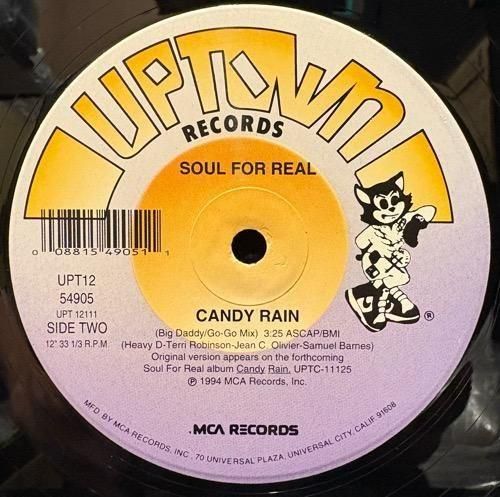 UPTOWN
RECORDS
SOUL FOR REAL
0 08815 49051 1
UPT12
54905
UPT 12111
SIDE TWO
12" 33 1/3 R.P.M.
CANDY RAIN
(Big Daddy/Go-Go Mix) 3:25 ASCAP/BMI
(Heavy D-Terri Robinson-Jean C. Olivier-Samuel Barnes)
Original version appears on the forthcoming
Soul For Real album Candy Rain. UPTC-11125
℗ 1994 MCA Records, Inc.
®
.MCA RECORDS
MFD. BY MCA RECORDS, INC., 70 UNIVERSAL PLAZA, UNIVERSAL CITY, CALIF. 91608